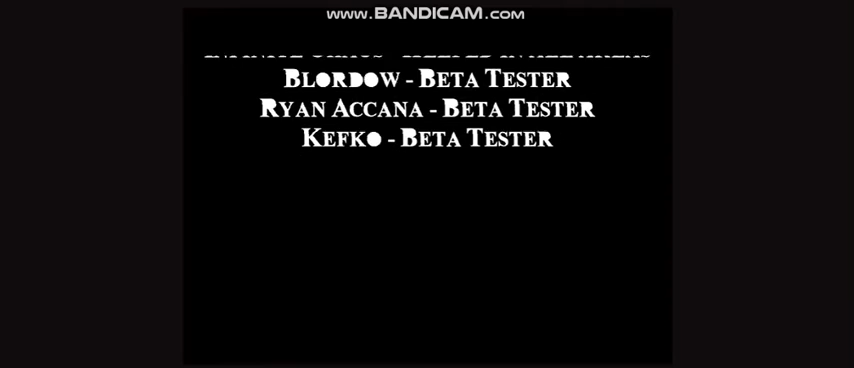 www.BANDICAM.com
Blordow - Beta Tester
Ryan Accana - Beta Tester
Kefko - Beta Tester